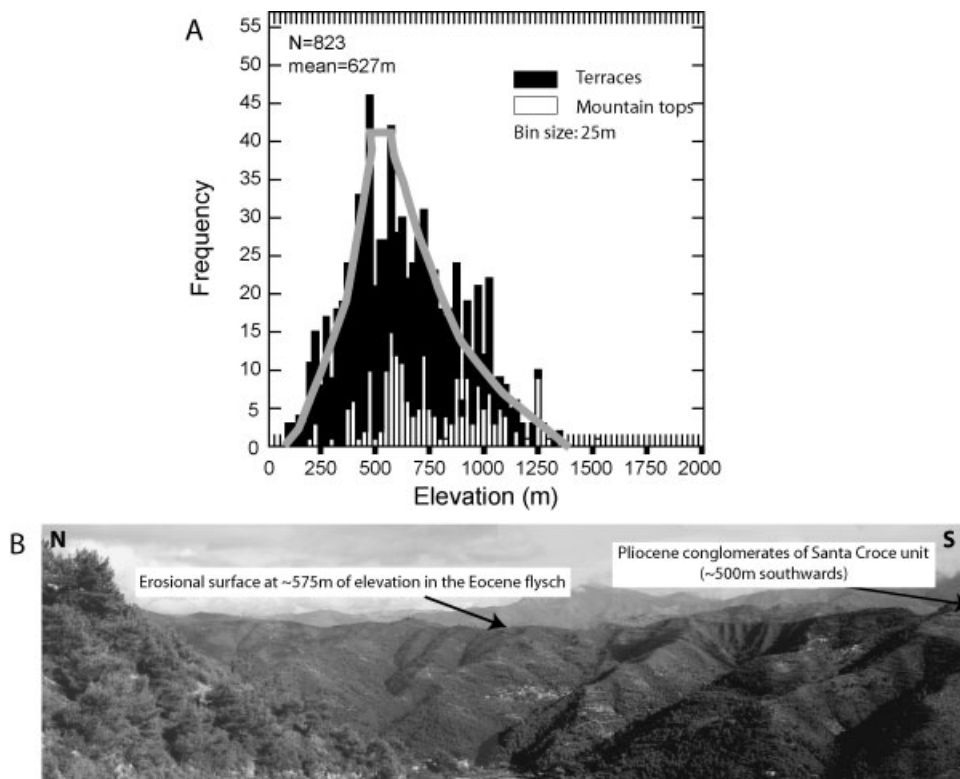 A
N=823
mean=627m
Terraces
Mountain tops
Bin size: 25m
Frequency
55
50
45
40
35
30
25
20
15
10
5
0
0 250 500 750 1000 1250 1500 1750 2000
Elevation (m)
B
N
S
Pliocene conglomerates of Santa Croce unit
(~500m southwards)
Erosional surface at ~575m of elevation in the Eocene flysch